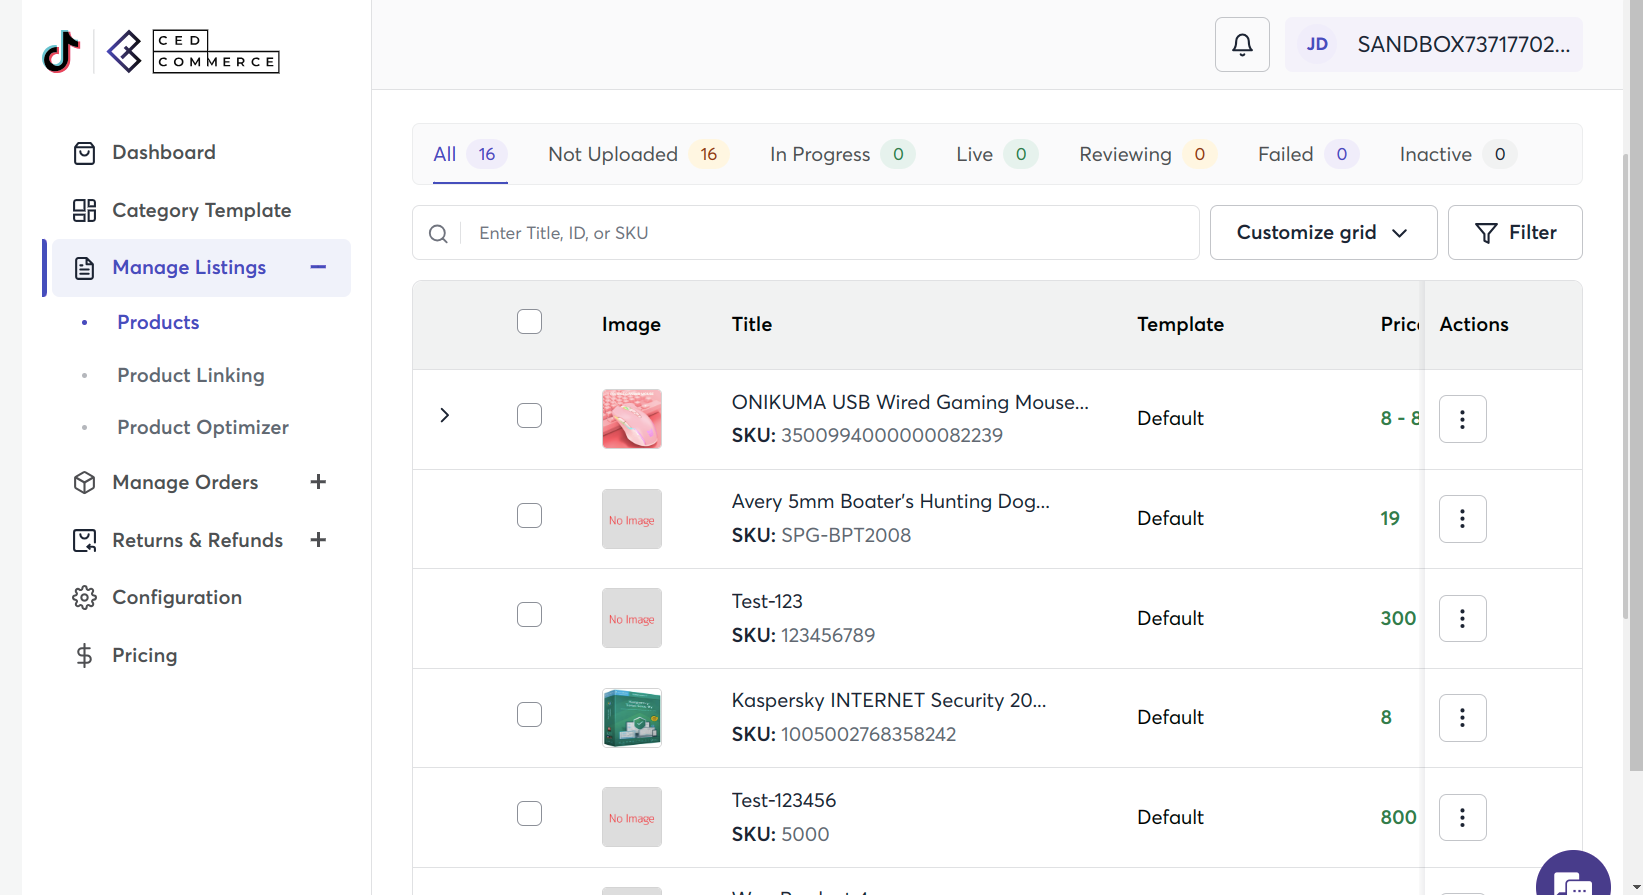 CED
COMMERCE
JD SANDBOX73717702...
Dashboard
Category Template
Manage Listings
Products
Product Linking
Product Optimizer
Manage Orders
Returns & Refunds
Configuration
Pricing
All 16 Not Uploaded 16 In Progress 0 Live 0 Reviewing 0 Failed 0 Inactive 0
Enter Title, ID, or SKU Customize grid Filter
Image Title Template Price Actions
ONIKUMA USB Wired Gaming Mouse...
SKU: 3500994000000082239
Default 8 - 8
No Image
Avery 5mm Boater's Hunting Dog...
SKU: SPG-BPT2008
Default 19
No Image
Test-123
SKU: 123456789
Default 300
Kaspersky INTERNET Security 20...
SKU: 1005002768358242
Default 8
No Image
Test-123456
SKU: 5000
Default 800